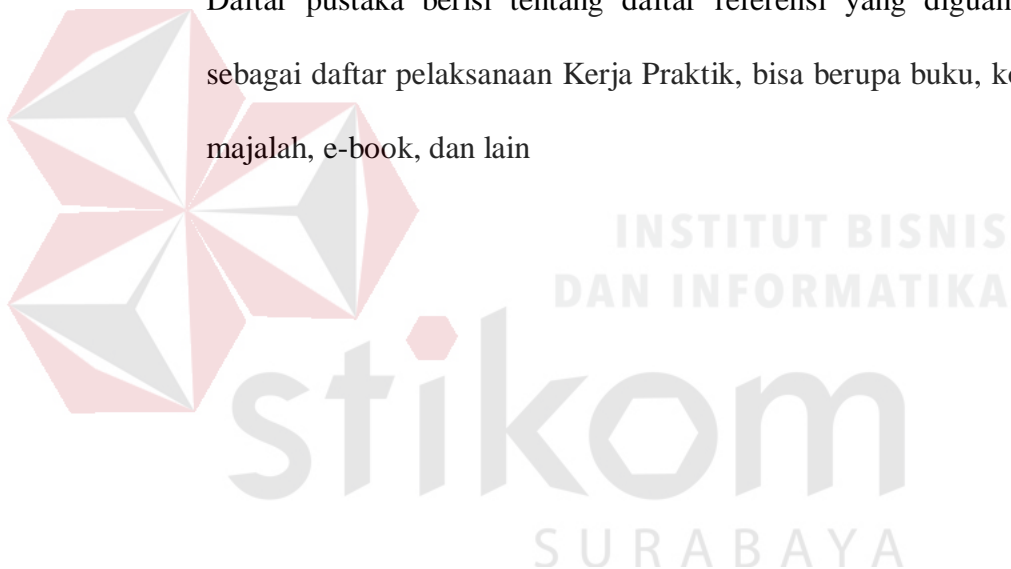 Daftar pustaka berisi tentang daftar referensi yang
sebagai daftar pelaksanaan Kerja Praktik, bisa berupa buku,
majalah, e-book, dan lain
INSTITUT BISNIS
DAN INFORMATIKA
stikom
SURABAYA